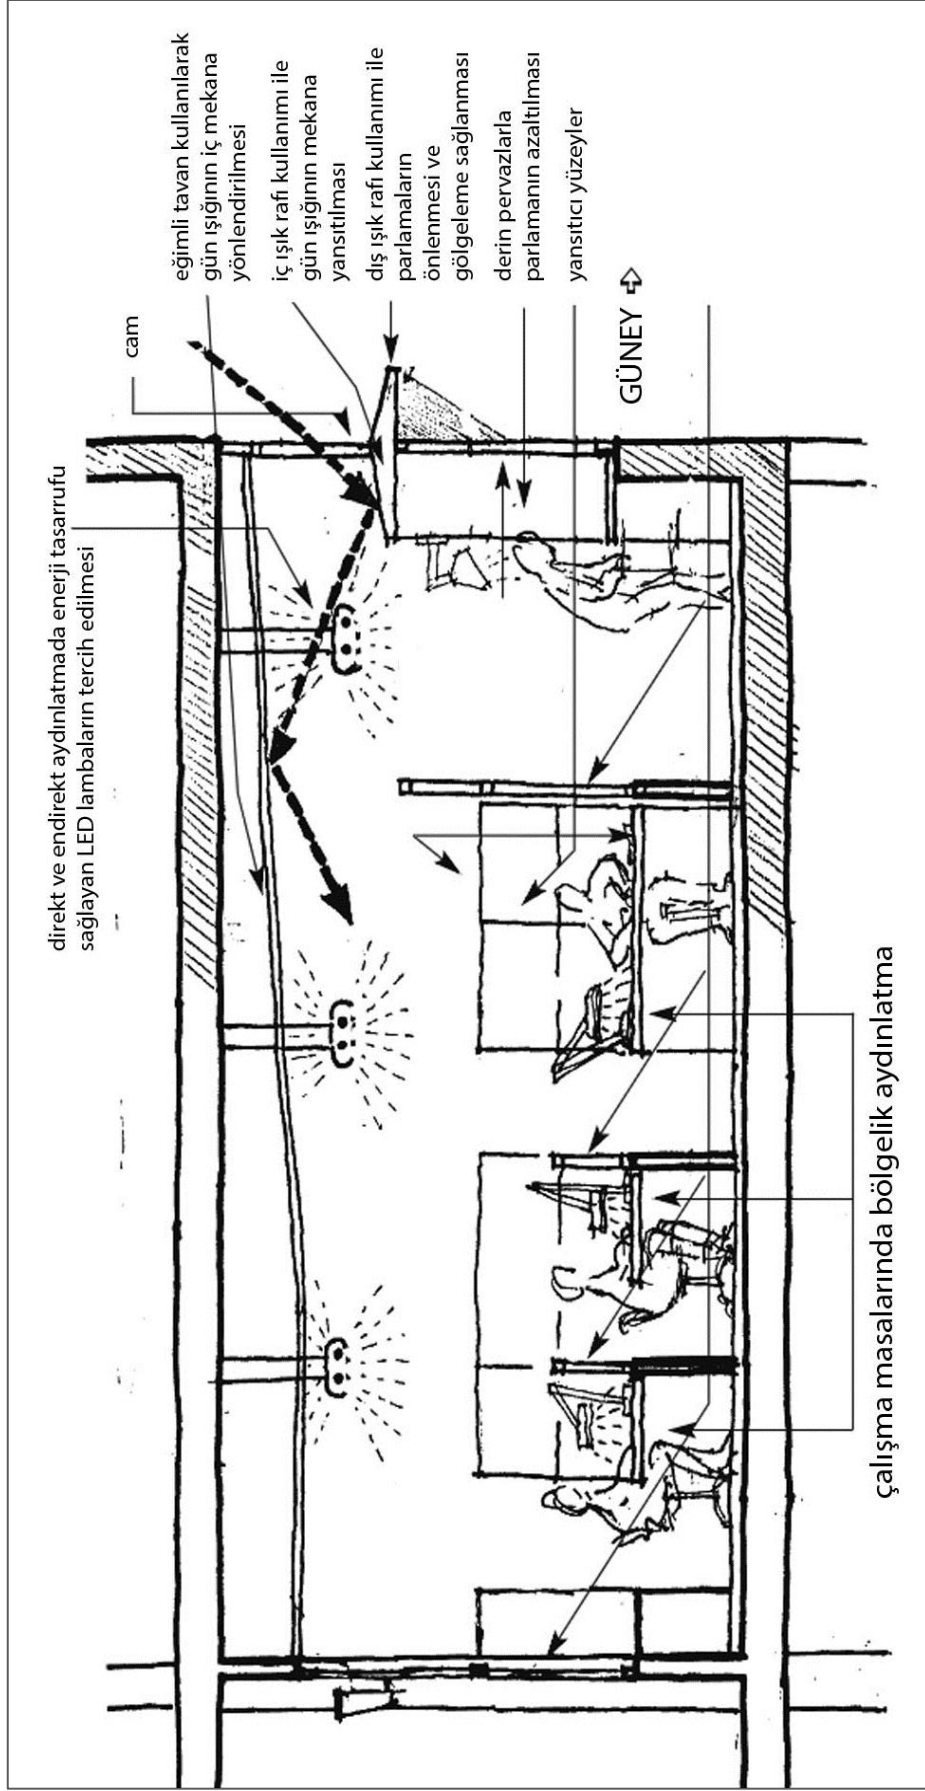 direkt ve endirekt aydınlatmada enerji tasarrufu
sağlayan LED lambaların tercih edilmesi
cam
eğimli tavan kullanılarak
gün ışığının iç mekana
yönlendirilmesi
iç ışık rafı kullanımı ile
gün ışığının mekana
yansıtılması
dış ışık rafı kullanımı ile
parlamaların
önlenmesi ve
gölgeleme sağlanması
derin pervazlarla
parlamanın azaltılması
yansıtıcı yüzeyler
GÜNEY
çalışma masalarında bölgelik aydınlatma